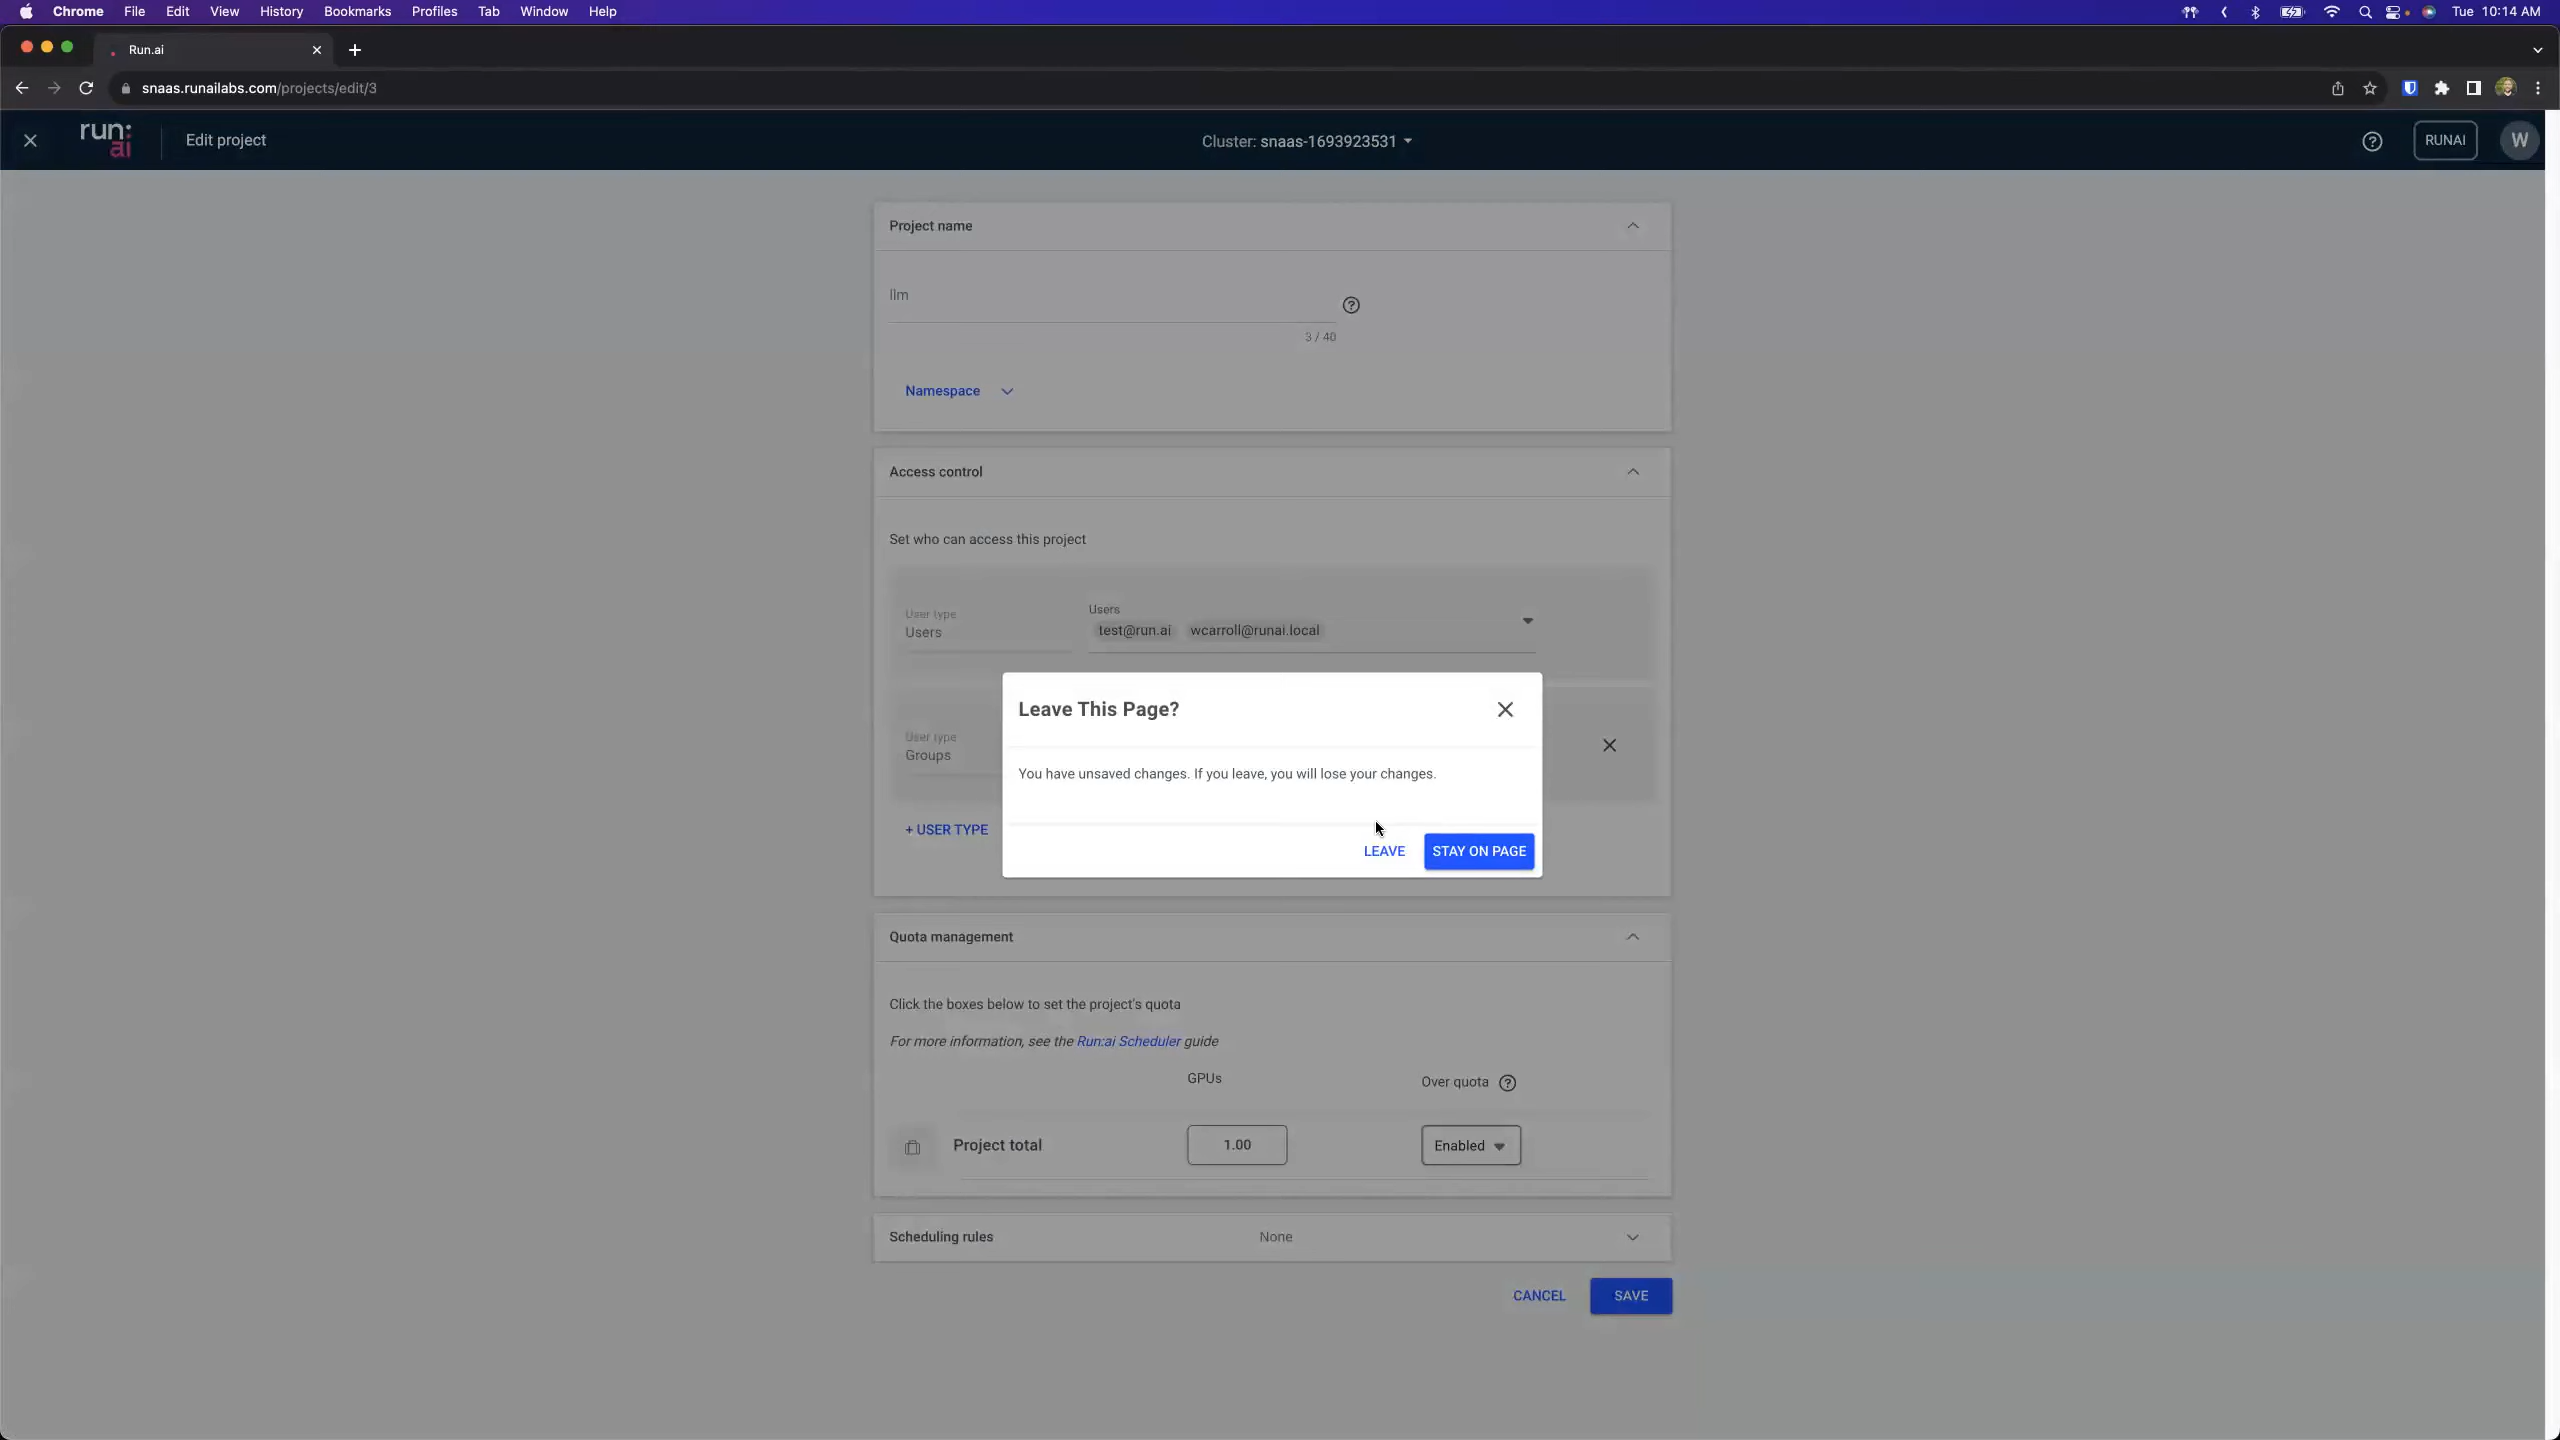 Chrome File Edit View History Bookmarks Profiles Tab Window Help Tue 10:14 AM
Run.ai
snaas.runailabs.com/projects/edit/3
run: ai Edit project Cluster: snaas-1693923531 RUNAI W
Project name
llm
3 / 40
Namespace
Access control
Set who can access this project
User type Users
Users test@run.ai wcarroll@runai.local
Leave This Page?
User type
Groups
You have unsaved changes. If you leave, you will lose your changes.
+ USER TYPE
LEAVE STAY ON PAGE
Quota management
Click the boxes below to set the project's quota
For more information, see the Run:ai Scheduler guide
GPUs Over quota
Project total 1.00 Enabled
Scheduling rules None
CANCEL SAVE